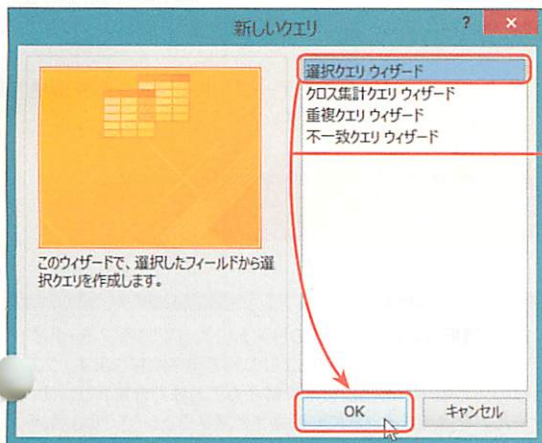 新しいクエリ
?
×
選択クエリ ウィザード
クロス集計クエリ ウィザード
重複クエリ ウィザード
不一致クエリ ウィザード
このウィザードで、選択したフィールドから選
択クエリを作成します。
OK
キャンセル